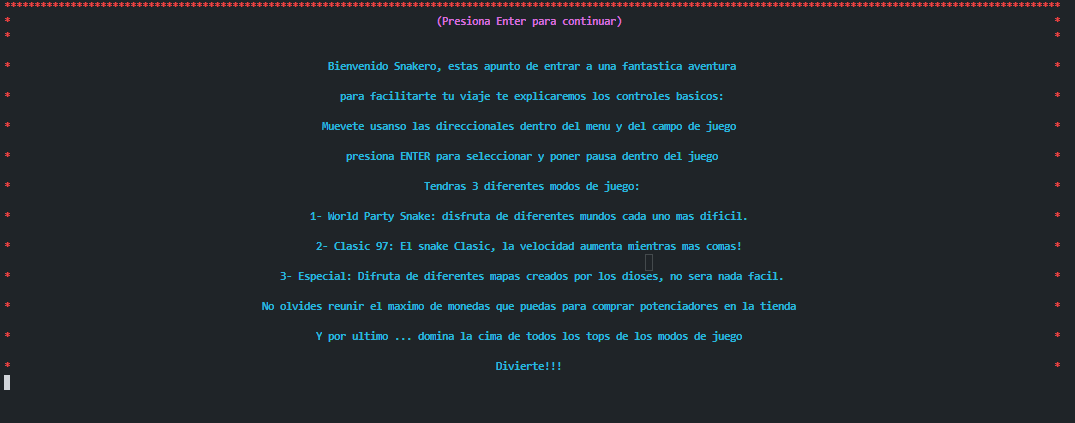 ********************************************************************************************************************************************************************************
* (Presiona Enter para continuar) *
* *
* Bienvenido Snakero, estas apunto de entrar a una fantastica aventura *
* para facilitarte tu viaje te explicaremos los controles basicos: *
* Muevete usanso las direccionales dentro del menu y del campo de juego *
* presiona ENTER para seleccionar y poner pausa dentro del juego *
* Tendras 3 diferentes modos de juego: *
* 1- World Party Snake: disfruta de diferentes mundos cada uno mas dificil. *
* 2- Clasic 97: El snake Clasic, la velocidad aumenta mientras mas comas! *
* 3- Especial: Difruta de diferentes mapas creados por los dioses, no sera nada facil. *
* No olvides reunir el maximo de monedas que puedas para comprar potenciadores en la tienda *
* Y por ultimo ... domina la cima de todos los tops de los modos de juego *
* Divierte!!! *